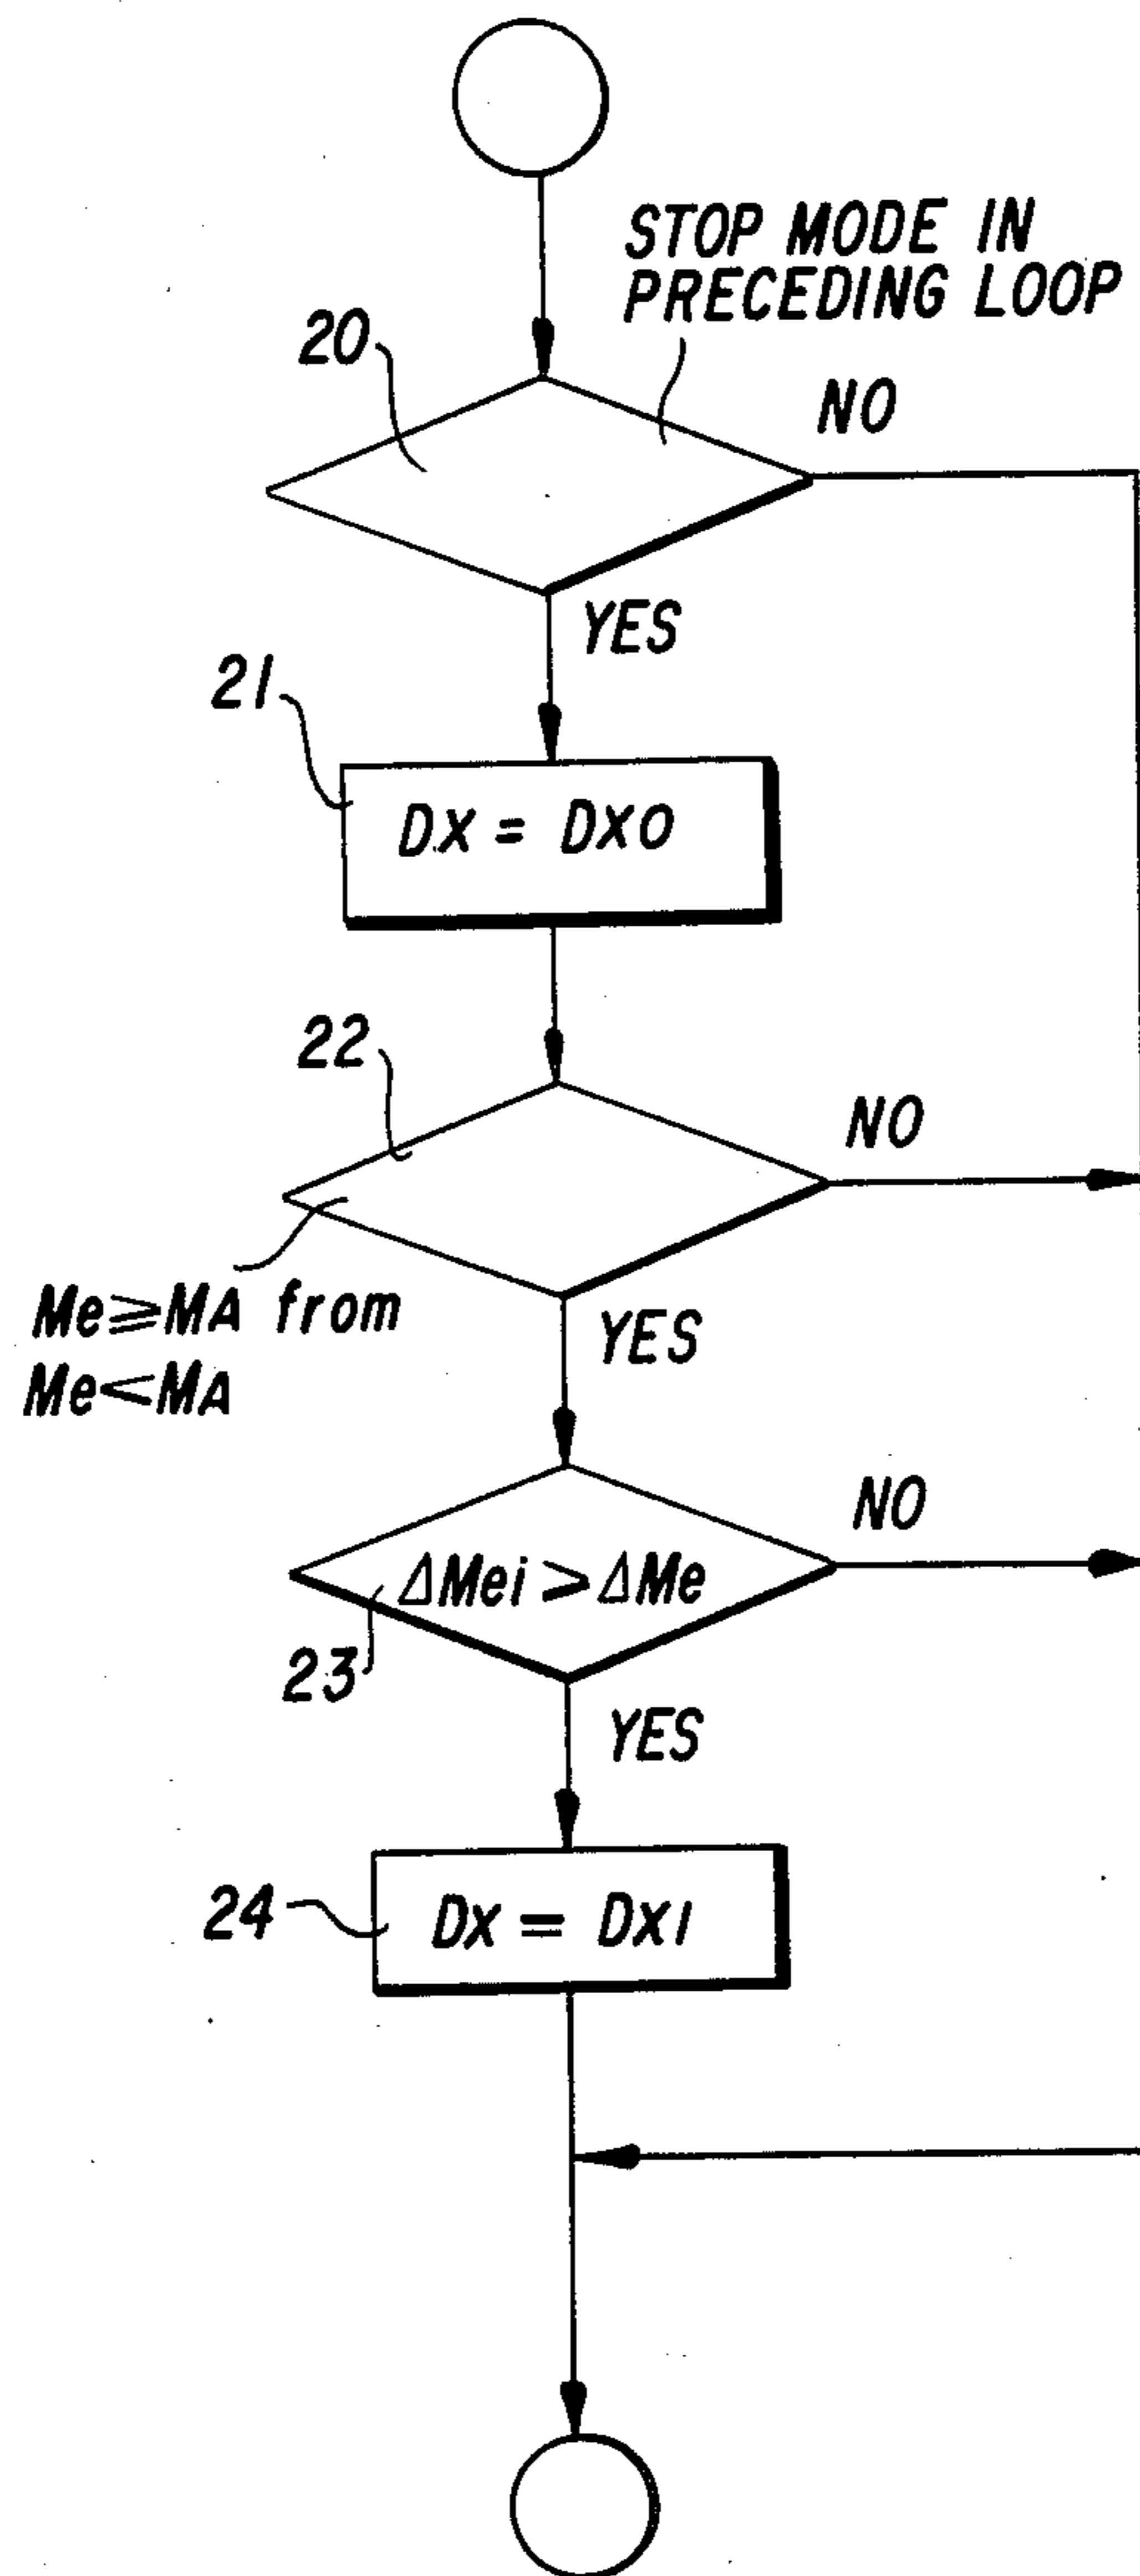 STOP MODE IN
PRECEDING LOOP
20
NO
YES
21
DX = DXO
22
NO
Me≧MA from
Me<MA
YES
NO
ΔMei > ΔMe
23
YES
24
DX = DX1